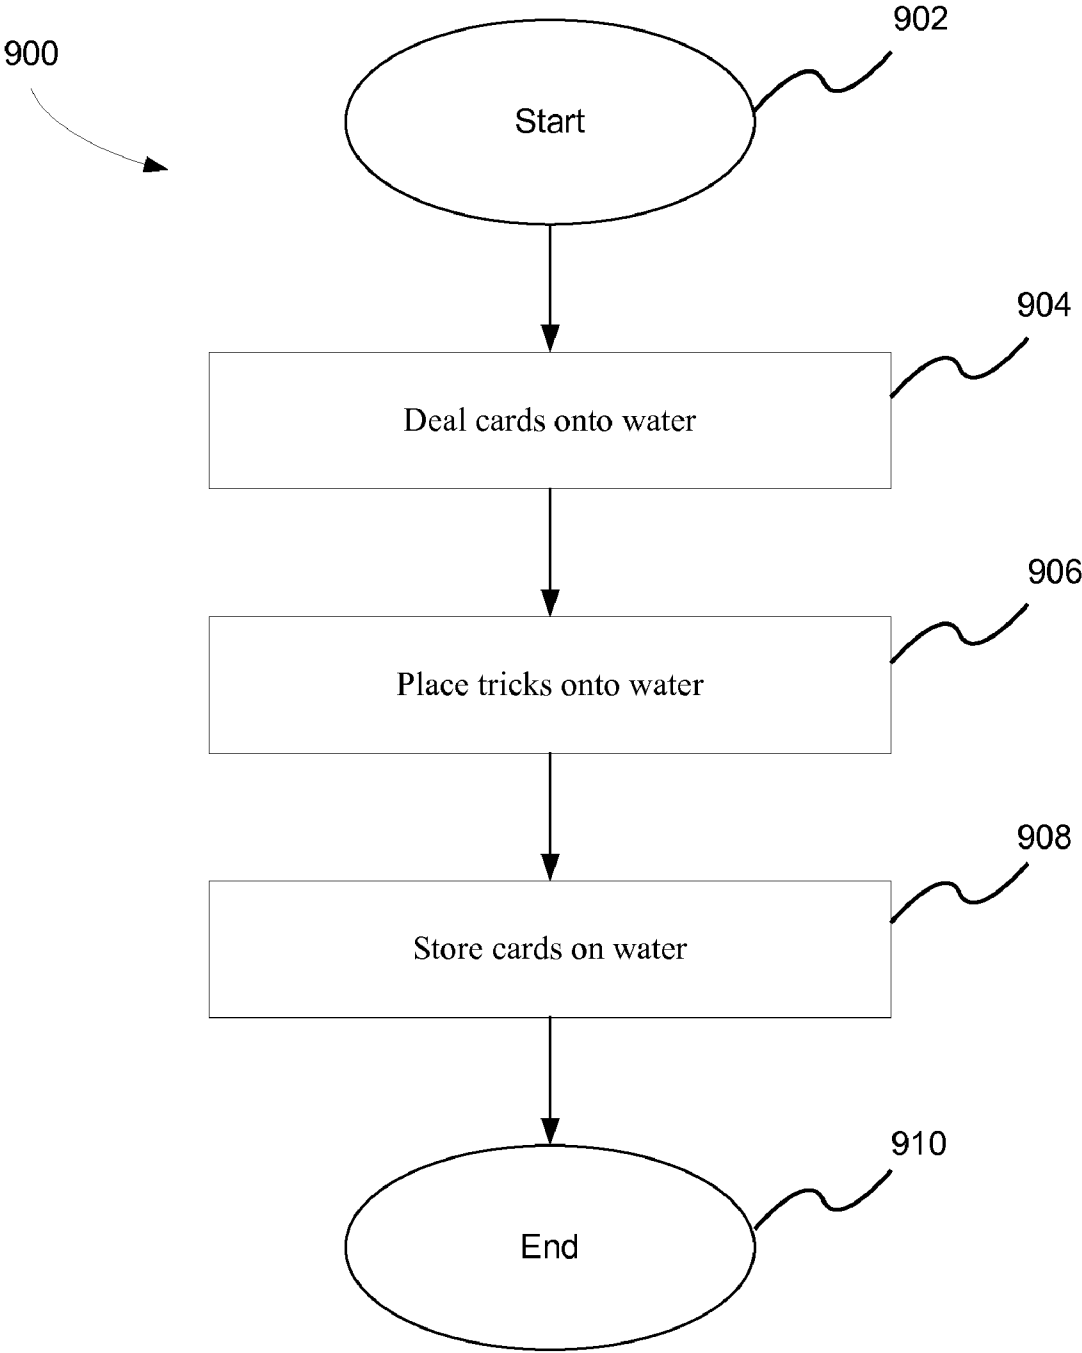 900
902
Start
904
Deal cards onto water
906
Place tricks onto water
908
Store cards on water
910
End